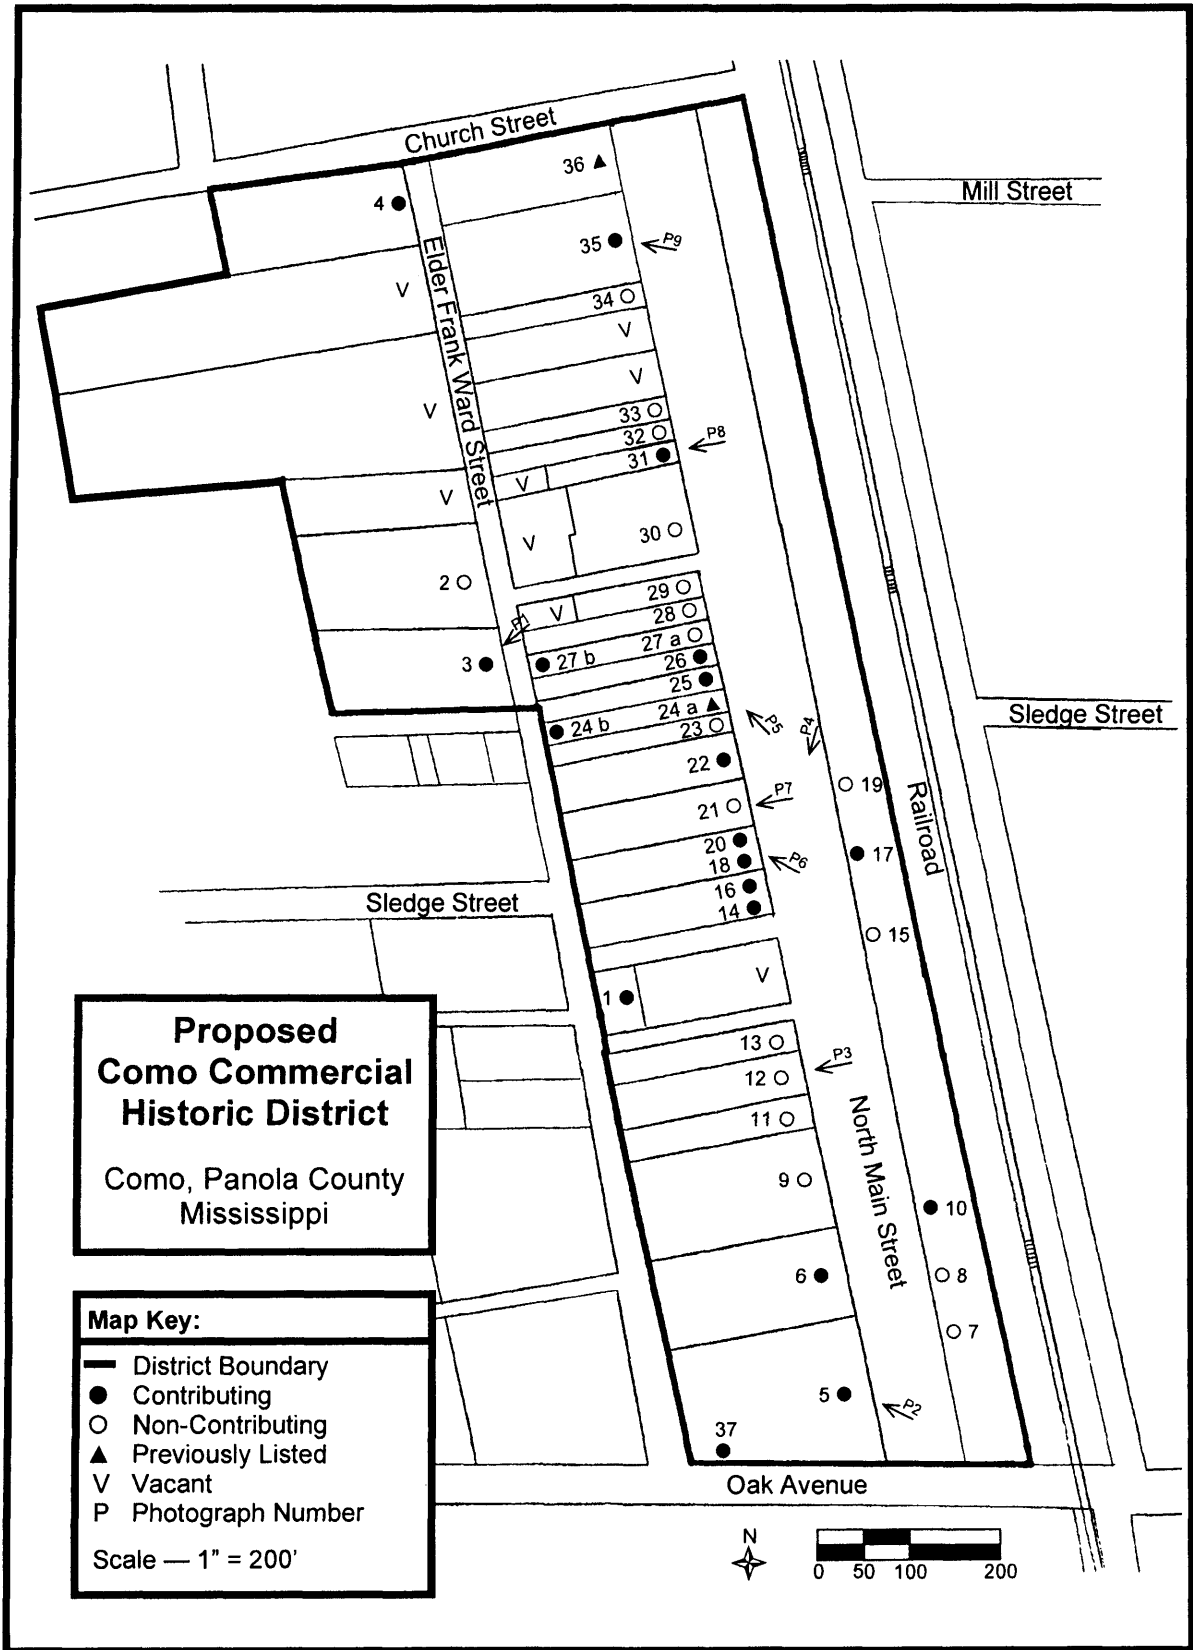 Church Street
36
Mill Street
4
35
P9
Elder Frank Ward Street
V
34
V
V
33
V
32
P8
31
V
V
30
V
2
29
V
28
P1
27 a
3
27 b
26
25
24 a
24 b
P5
P4
Sledge Street
23
22
19
Railroad
21
P7
20
17
18
P6
16
Sledge Street
14
15
V
1
13
P3
12
North Main Street
11
9
10
6
8
7
5
P2
37
Oak Avenue
Proposed
Como Commercial
Historic District
Como, Panola County
Mississippi
Map Key:
District Boundary
Contributing
Non-Contributing
Previously Listed
V Vacant
P Photograph Number
Scale — 1" = 200'
N
0 50 100 200